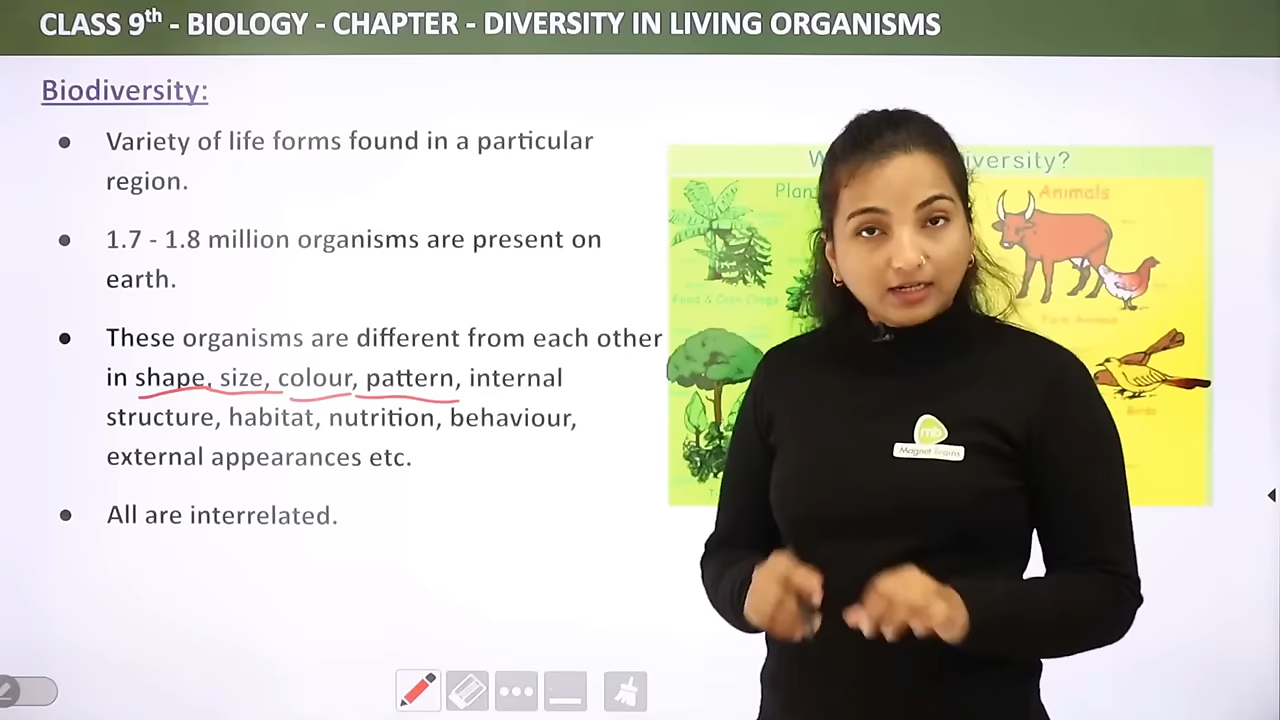 CLASS 9th - BIOLOGY - CHAPTER - DIVERSITY IN LIVING ORGANISMS
Biodiversity:
● Variety of life forms found in a particular
region.
● 1.7 - 1.8 million organisms are present on
earth.
● These organisms are different from each other
in shape, size, colour, pattern, internal
structure, habitat, nutrition, behaviour,
external appearances etc.
● All are interrelated.
Animals
Birds
mb
Magnet Brains